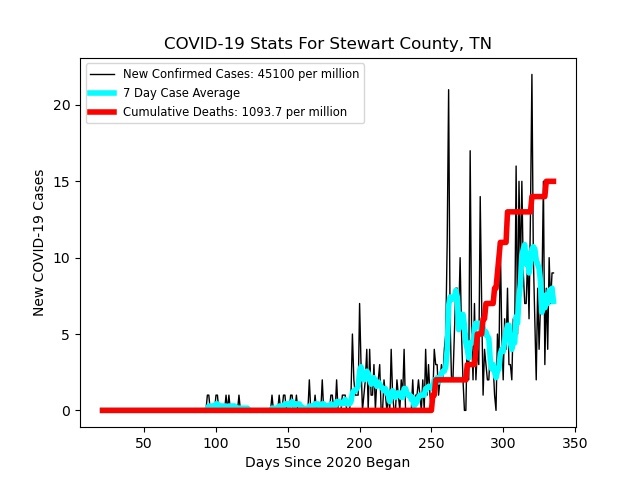 COVID-19 Stats For Stewart County, TN
New Confirmed Cases: 45100 per million
7 Day Case Average
Cumulative Deaths: 1093.7 per million
New COVID-19 Cases
20
15
10
5
0
50 100 150 200 250 300 350
Days Since 2020 Began